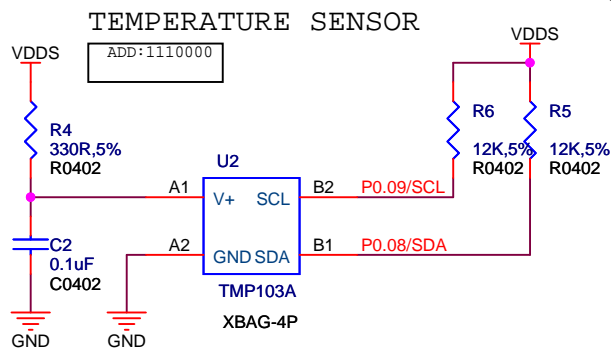 TEMPERATURE SENSOR
ADD:1110000
VDDS
VDDS
R4
330R,5%
R0402
R6
12K,5%
R0402
R5
12K,5%
R0402
U2
A1
V+
SCL
B2
P0.09/SCL
A2
GND
SDA
B1
P0.08/SDA
C2
0.1uF
C0402
TMP103A
XBAG-4P
GND
GND